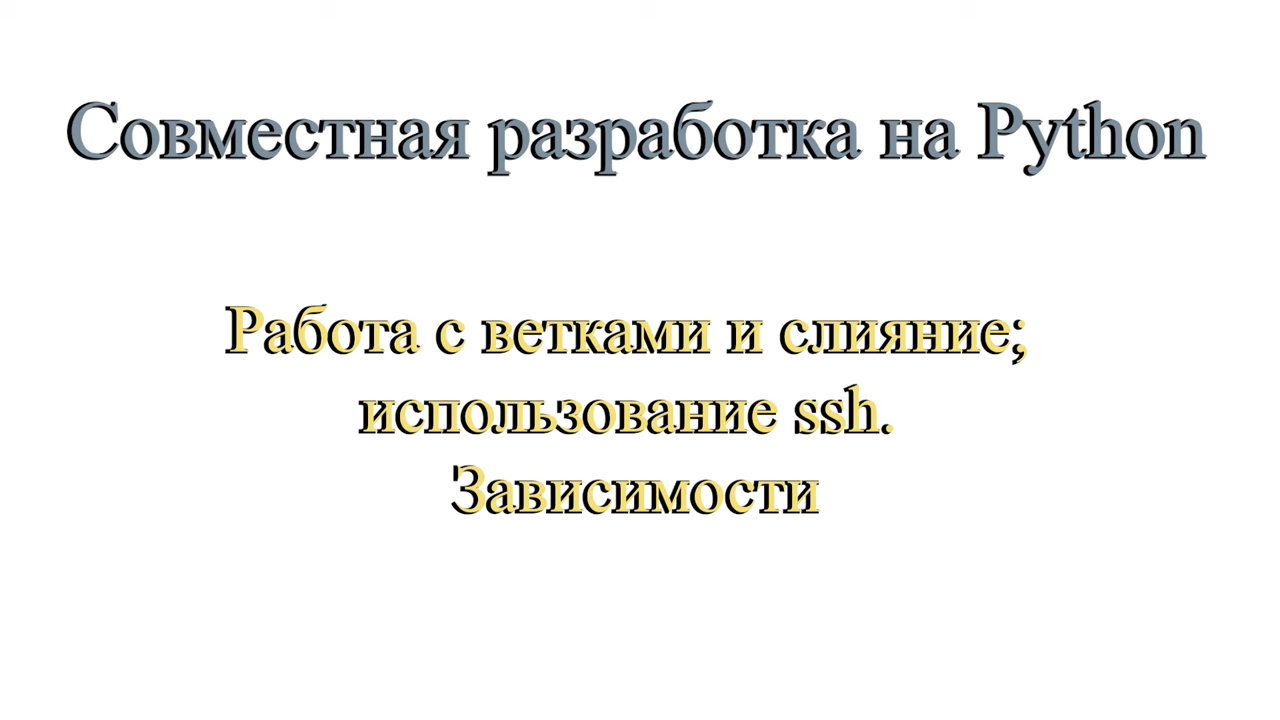 Совместная разработка на Python
Работа с ветками и слияние;
использование ssh.
Зависимости